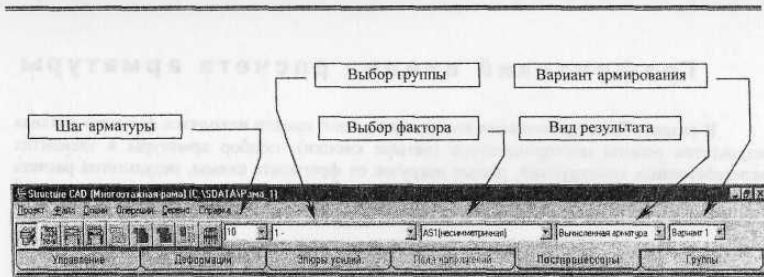 Выбор группы
Вариант армирования
Шаг арматуры
Выбор фактора
Вид результата
Structure CAD [Многоэтажная рама] (C:\SDATA\Рама_1)
Проект Файл Опции Операции Сервис Справка
10 1 - AS1(несимметричная) Вычисленная арматура Вариант 1
Управление Деформации Эпюры усилий Поля напряжений Постпроцессоры Группы